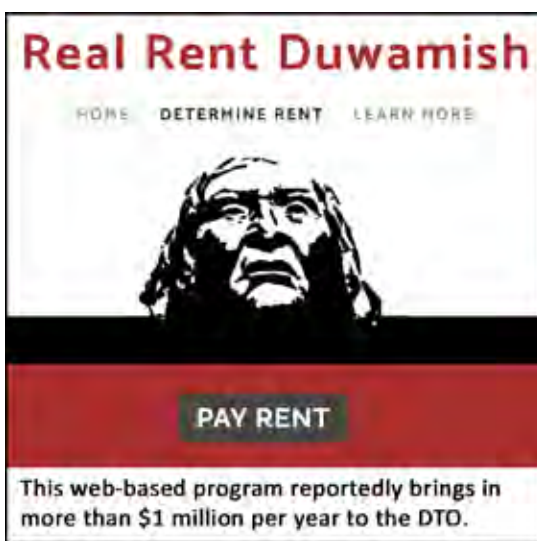 Real Rent Duwamish
HOME DETERMINE RENT LEARN MORE
PAY RENT
This web-based program reportedly brings in
more than $1 million per year to the DTO.